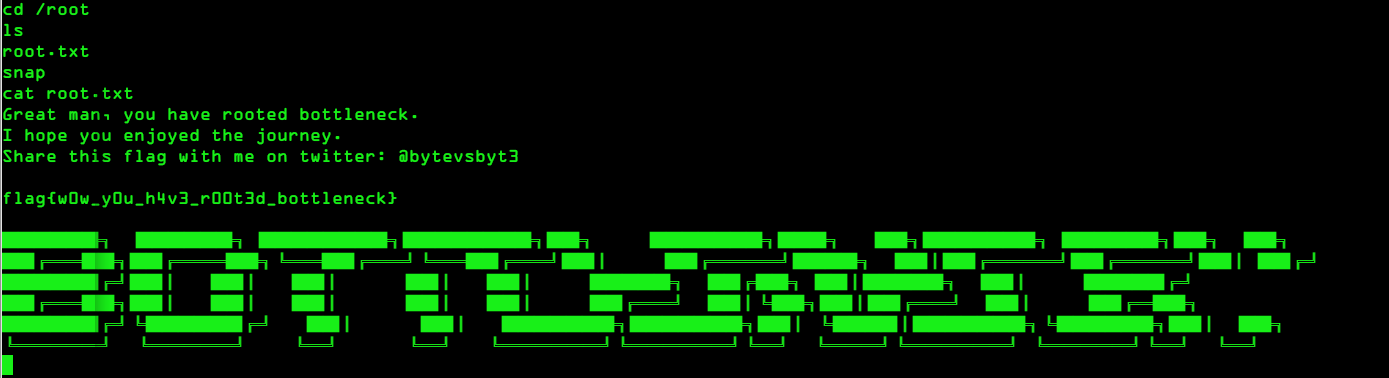 cd /root
ls
root.txt
snap
cat root.txt
Great man, you have rooted bottleneck.
I hope you enjoyed the journey.
Share this flag with me on twitter: @bytevsbyt3
flag{w0w_y0u_h4v3_r00t3d_bottleneck}
BOTTLENECK